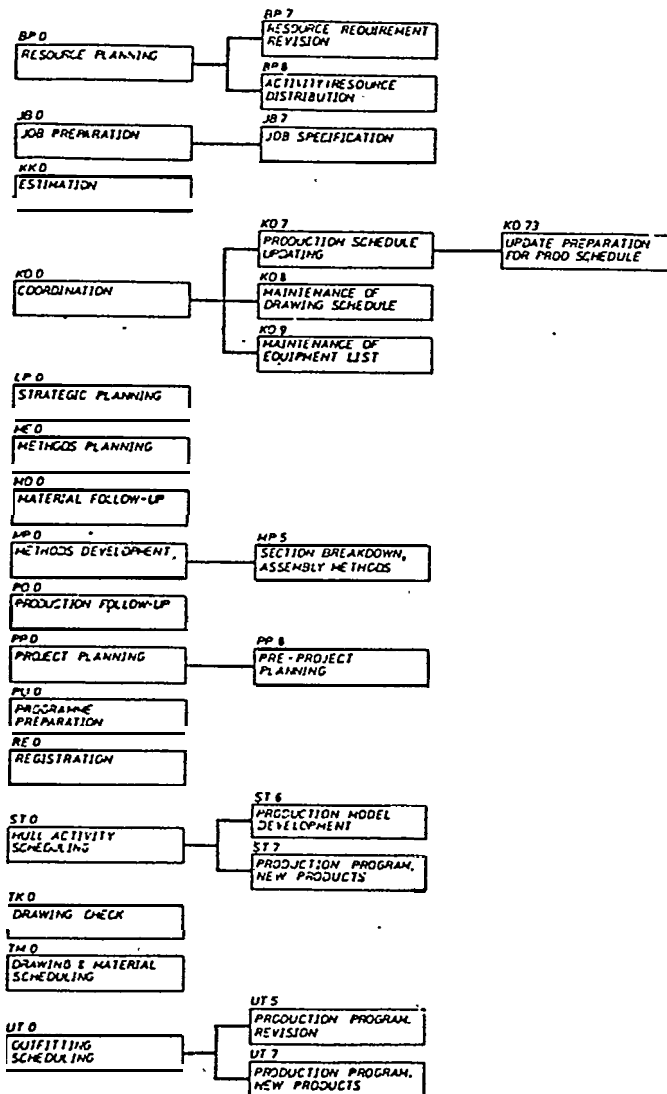 BP 0
RESOURCE PLANNING
BP 7
RESOURCE REQUIREMENT
REVISION
BP 8
ACTIVITY/RESOURCE
DISTRIBUTION
JB 0
JOB PREPARATION
JB 7
JOB SPECIFICATION
KK 0
ESTIMATION
KO 0
COORDINATION
KO 7
PRODUCTION SCHEDULE
UPDATING
KO 73
UPDATE PREPARATION
FOR PROD SCHEDULE
KO 8
MAINTENANCE OF
DRAWING SCHEDULE
KO 9
MAINTENANCE OF
EQUIPMENT LIST
LP 0
STRATEGIC PLANNING
ME 0
METHODS PLANNING
MO 0
MATERIAL FOLLOW-UP
MP 0
METHODS DEVELOPMENT,
MP 5
SECTION BREAKDOWN,
ASSEMBLY METHODS
PO 0
PRODUCTION FOLLOW-UP
PP 0
PROJECT PLANNING
PP 8
PRE-PROJECT
PLANNING
PU 0
PROGRAMME
PREPARATION
RE 0
REGISTRATION
ST 0
HULL ACTIVITY
SCHEDULING
ST 6
PRODUCTION MODEL
DEVELOPMENT
ST 7
PRODUCTION PROGRAM,
NEW PRODUCTS
TK 0
DRAWING CHECK
TM 0
DRAWING & MATERIAL
SCHEDULING
UT 0
OUTFITTING
SCHEDULING
UT 5
PRODUCTION PROGRAM,
REVISION
UT 7
PRODUCTION PROGRAM,
NEW PRODUCTS